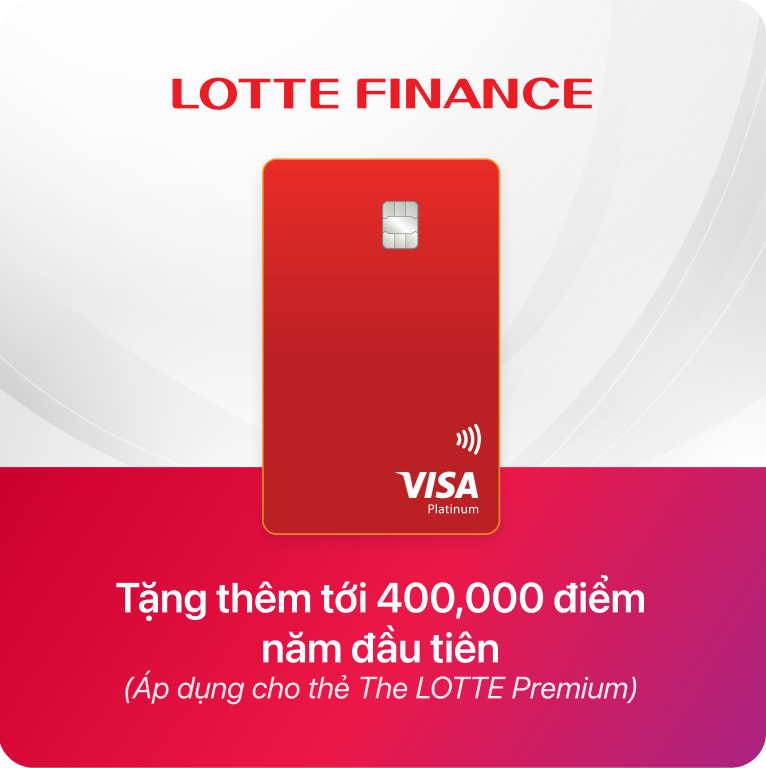 LOTTE FINANCE
VISA
Platinum
Tặng thêm tới 400,000 điểm
năm đầu tiên
(Áp dụng cho thẻ The LOTTE Premium)